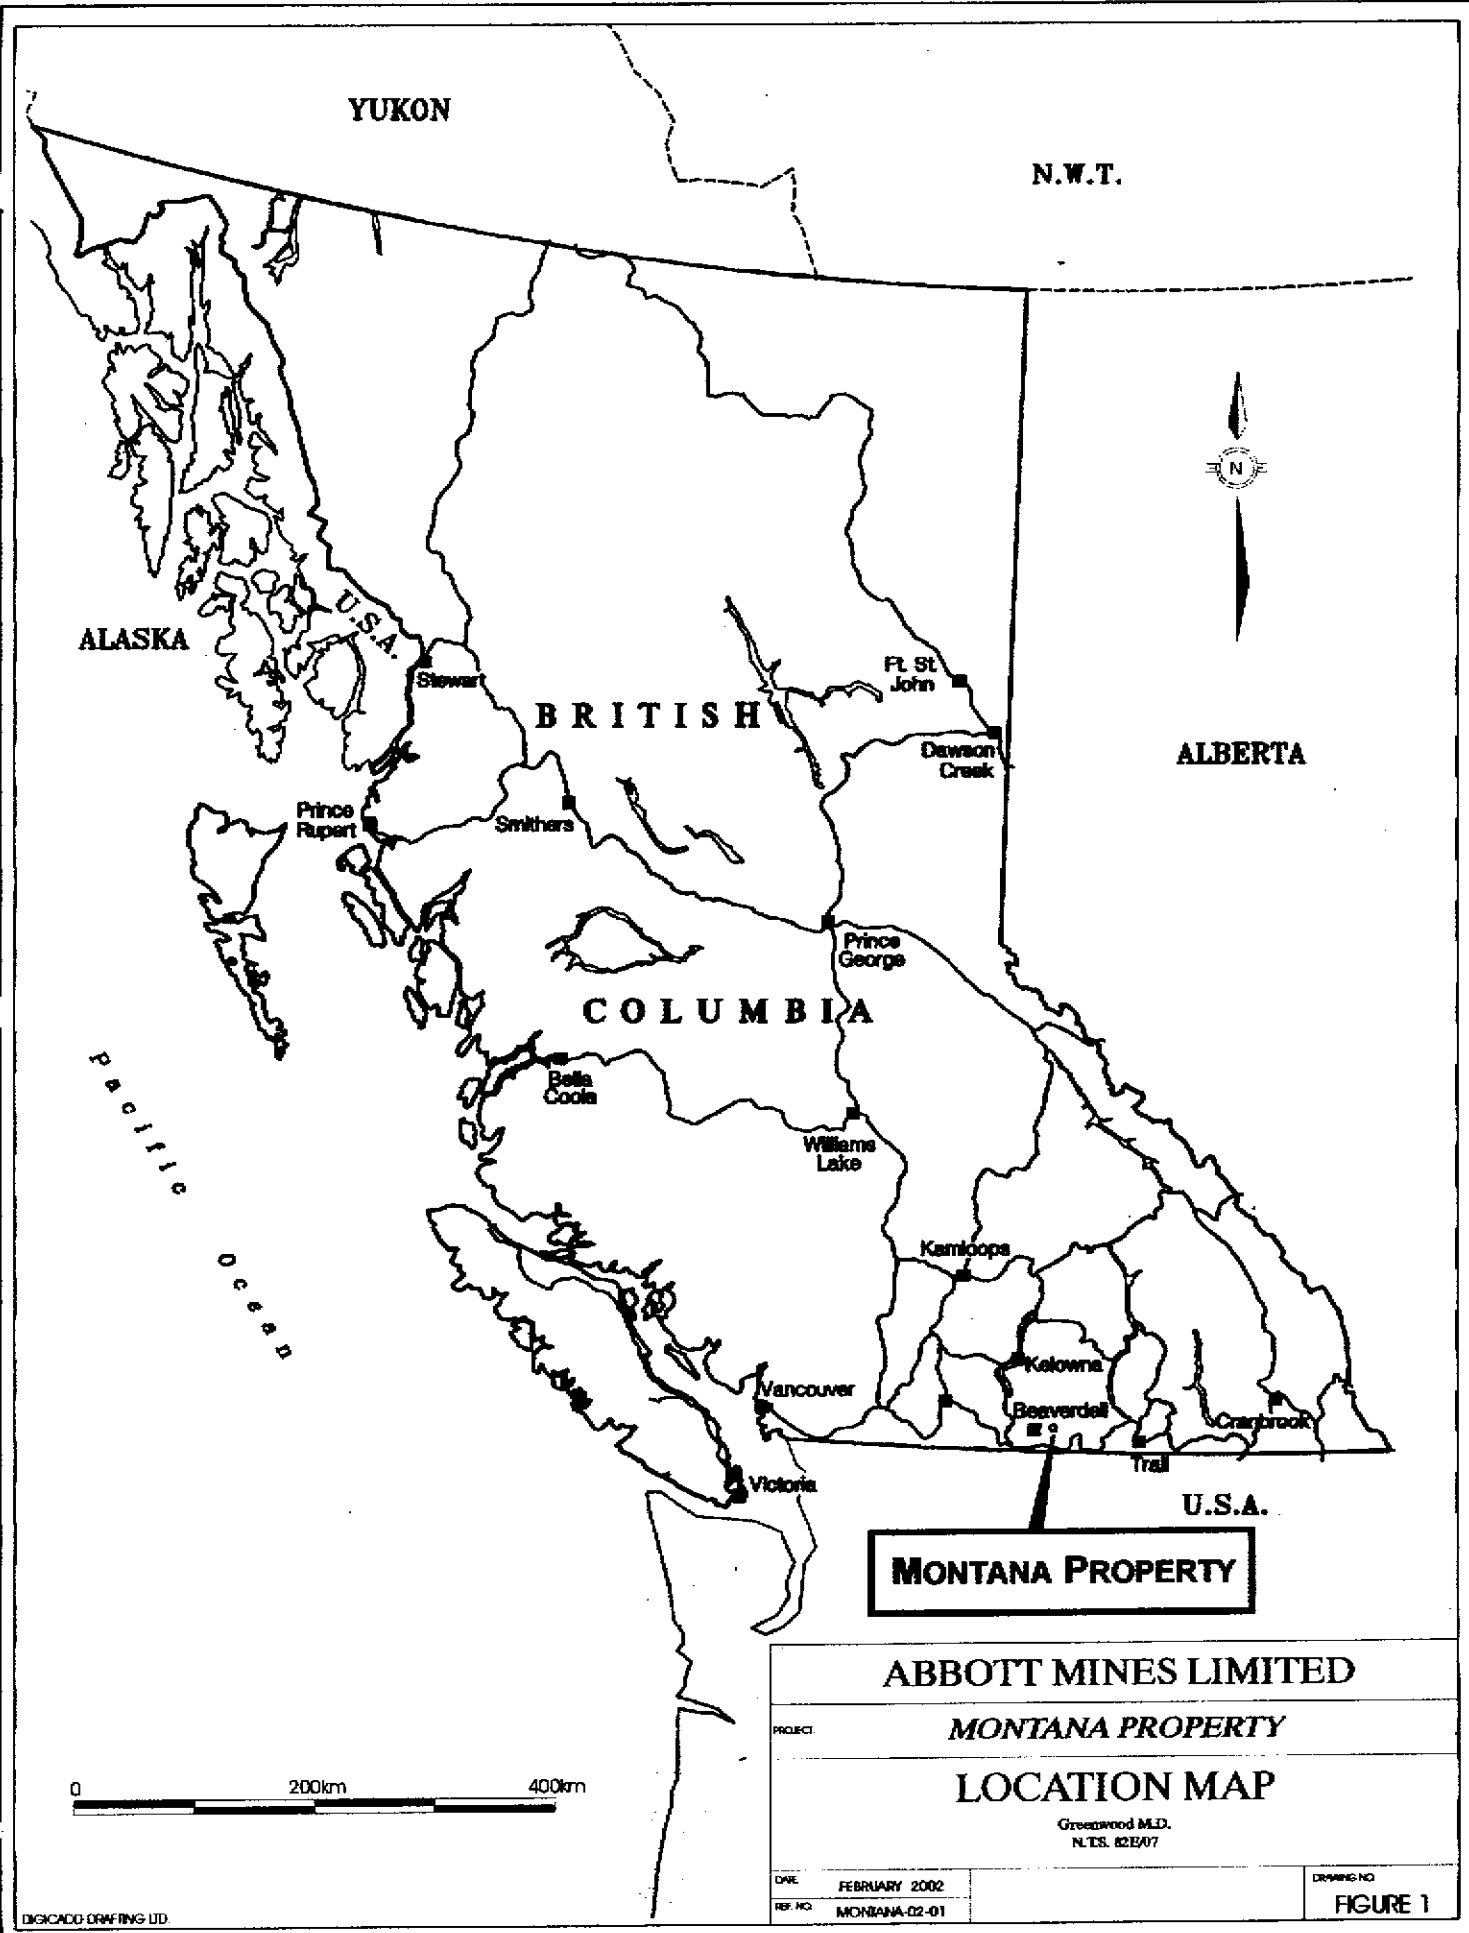 YUKON
N.W.T.
N
U.S.A.
ALASKA
Stewart
Ft. St
John
BRITISH
Dawson
Creek
ALBERTA
Prince
Rupert
Smithers
Prince
George
COLUMBIA
Pacific Ocean
Bella
Coola
Williams
Lake
Kamloops
Kelowna
Vancouver
Beaverdell
Cranbrook
Trail
Victoria
U.S.A.
MONTANA PROPERTY
ABBOTT MINES LIMITED
PROJECT
MONTANA PROPERTY
LOCATION MAP
Greenwood M.D.
N.T.S. 82E/07
0 200km 400km
DATE FEBRUARY 2002
REF. NO. MONTANA-02-01
DRAWING NO
FIGURE 1
DIGICADD DRAFTING LTD.